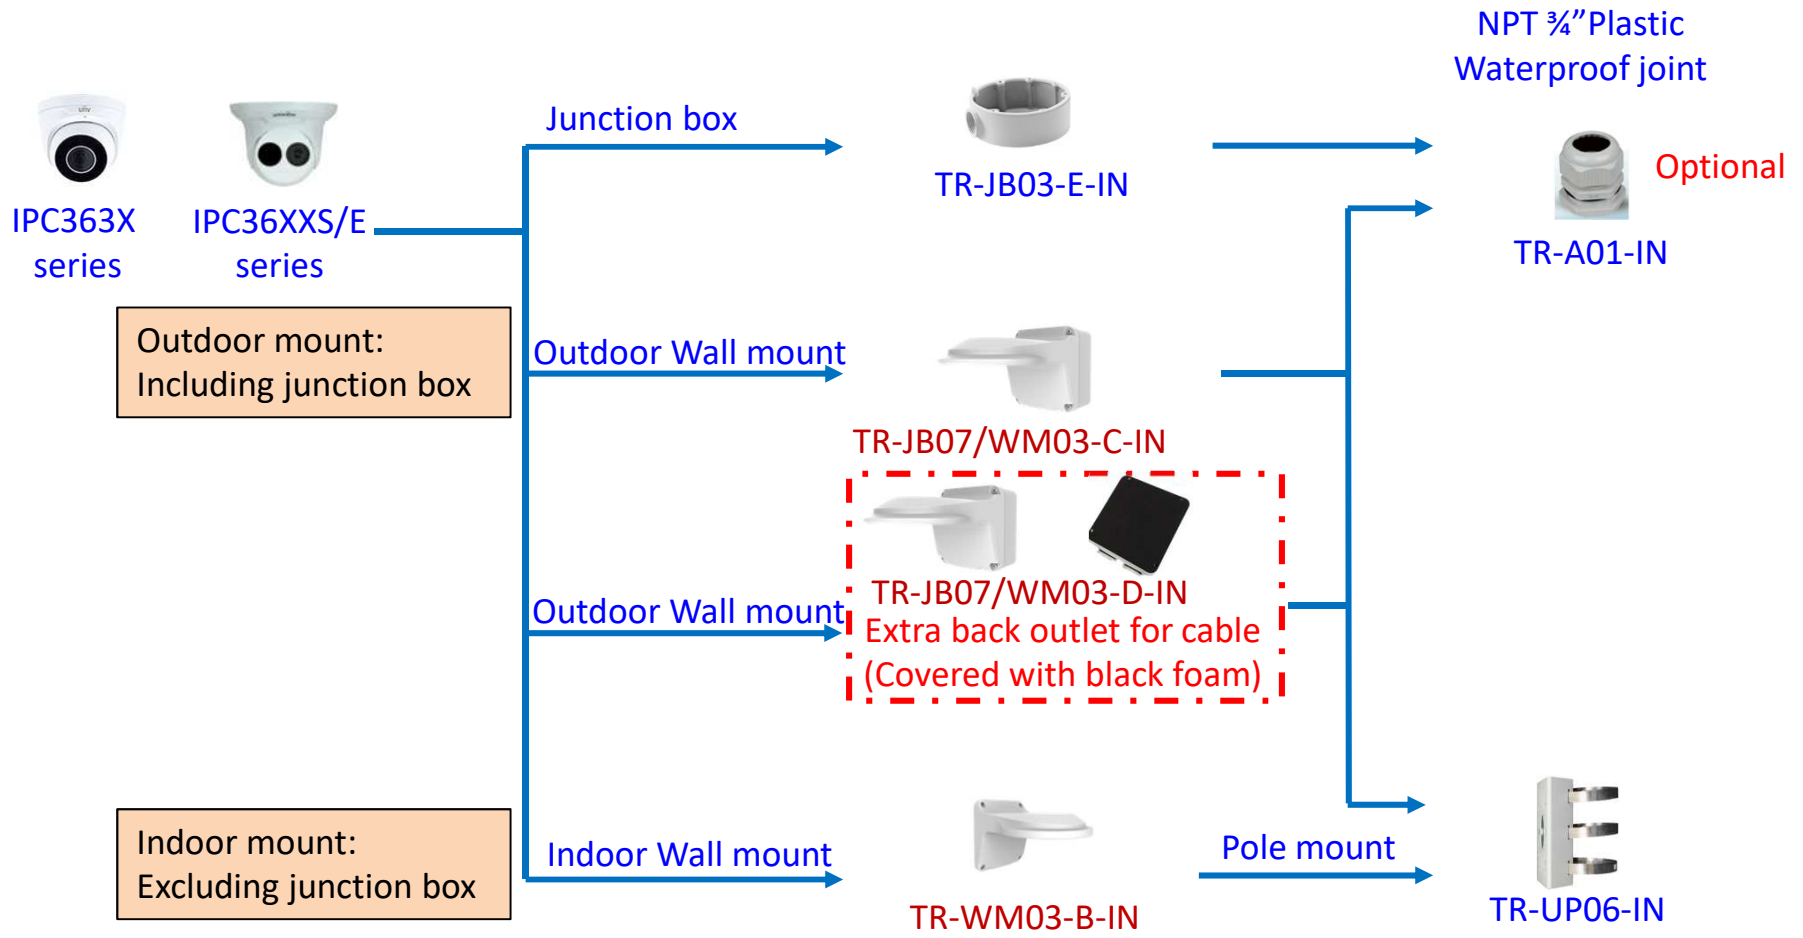 NPT ¾”Plastic
Waterproof joint
Junction box
Optional
TR-JB03-E-IN
IPC363X
series
IPC36XXS/E
series
TR-A01-IN
Outdoor mount:
Including junction box
Outdoor Wall mount
TR-JB07/WM03-C-IN
TR-JB07/WM03-D-IN
Outdoor Wall mount
Extra back outlet for cable
(Covered with black foam)
Indoor mount:
Excluding junction box
Indoor Wall mount
Pole mount
TR-WM03-B-IN
TR-UP06-IN